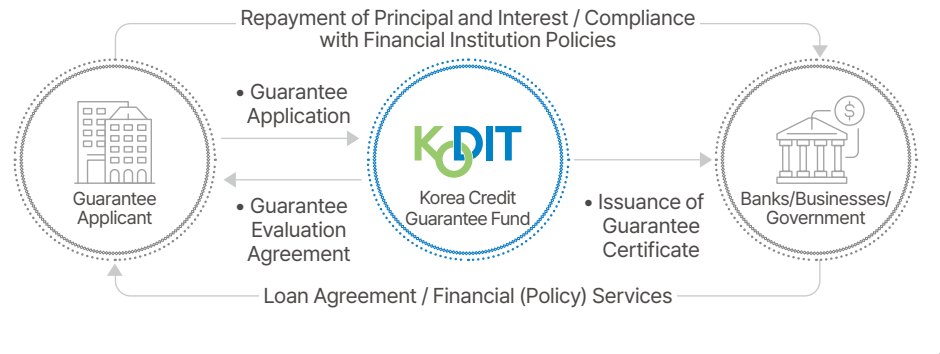 Repayment of Principal and Interest / Compliance
with Financial Institution Policies
• Guarantee
Application
• Guarantee
Evaluation
Agreement
Guarantee
Applicant
KODIT
Korea Credit
Guarantee Fund
• Issuance of
Guarantee
Certificate
$
Banks/Businesses/
Government
Loan Agreement / Financial (Policy) Services